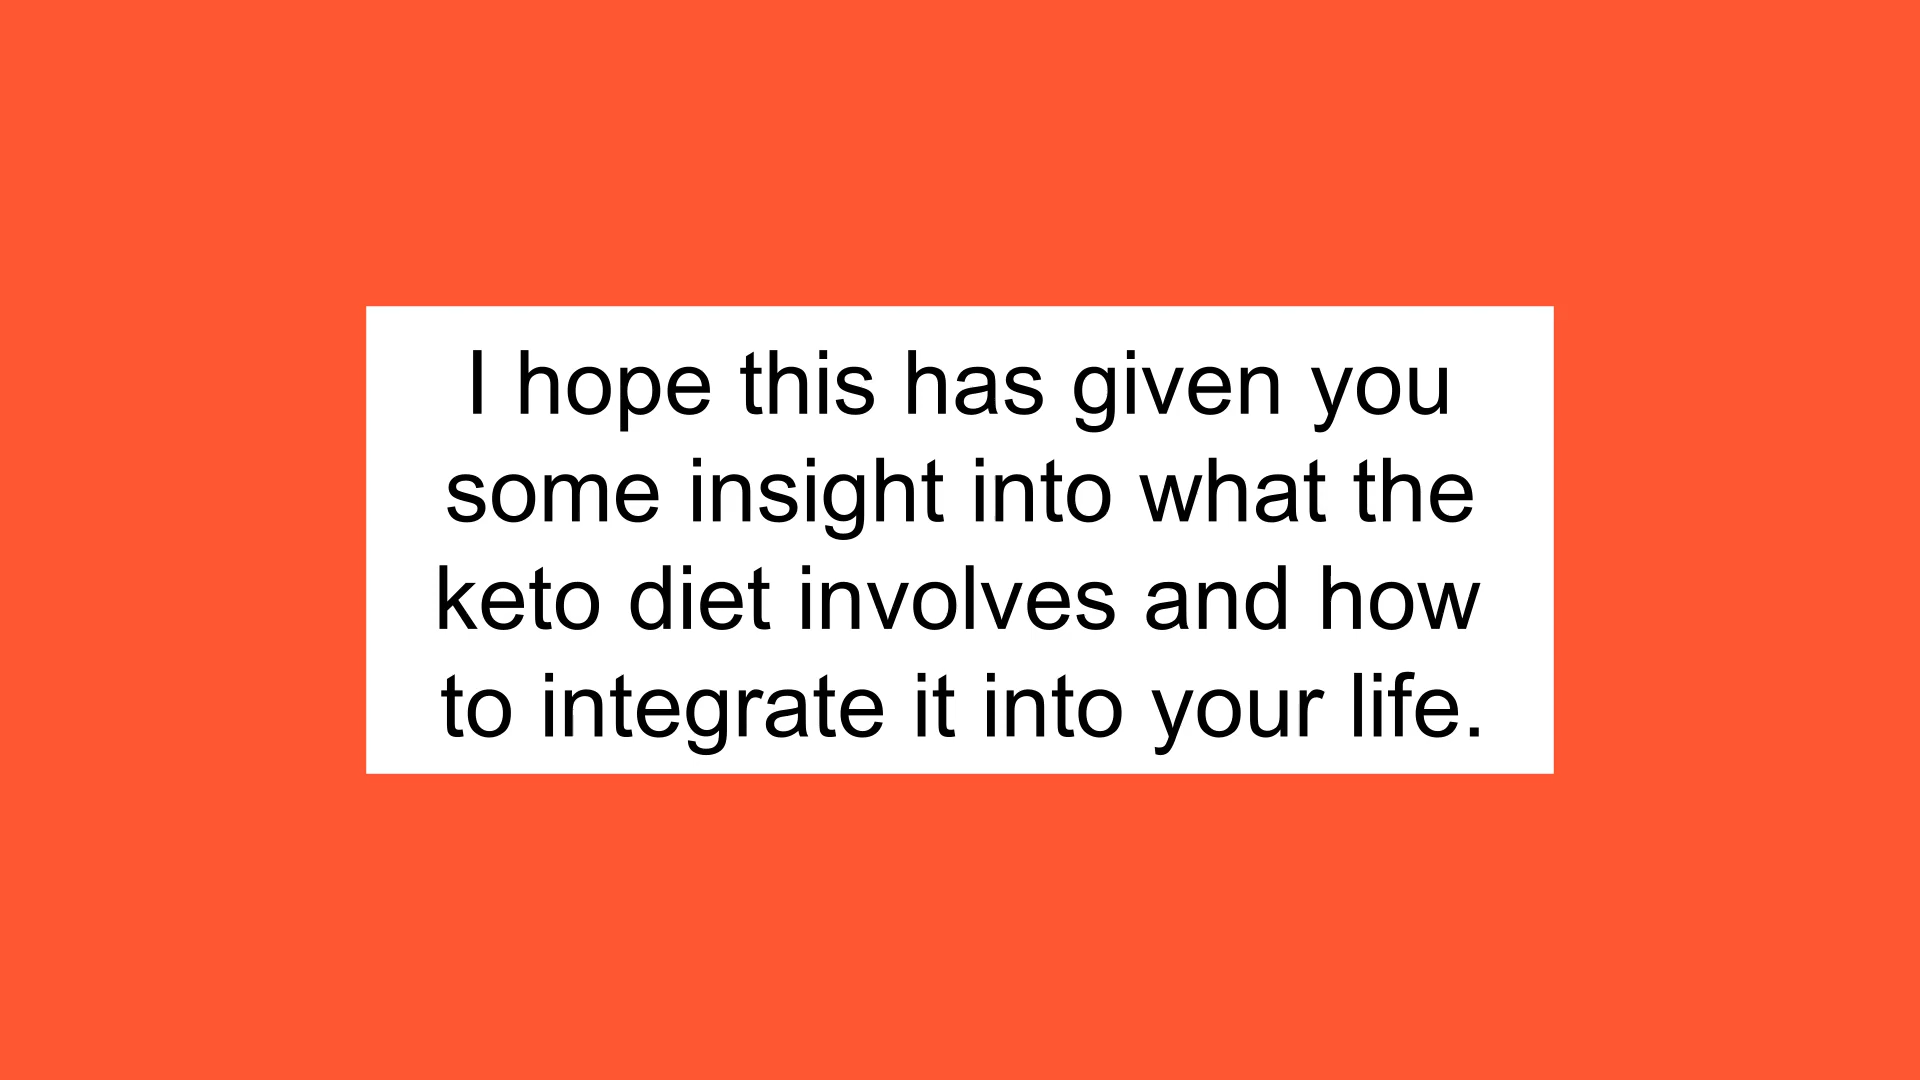 I hope this has given you
some insight into what the
keto diet involves and how
to integrate it into your life.